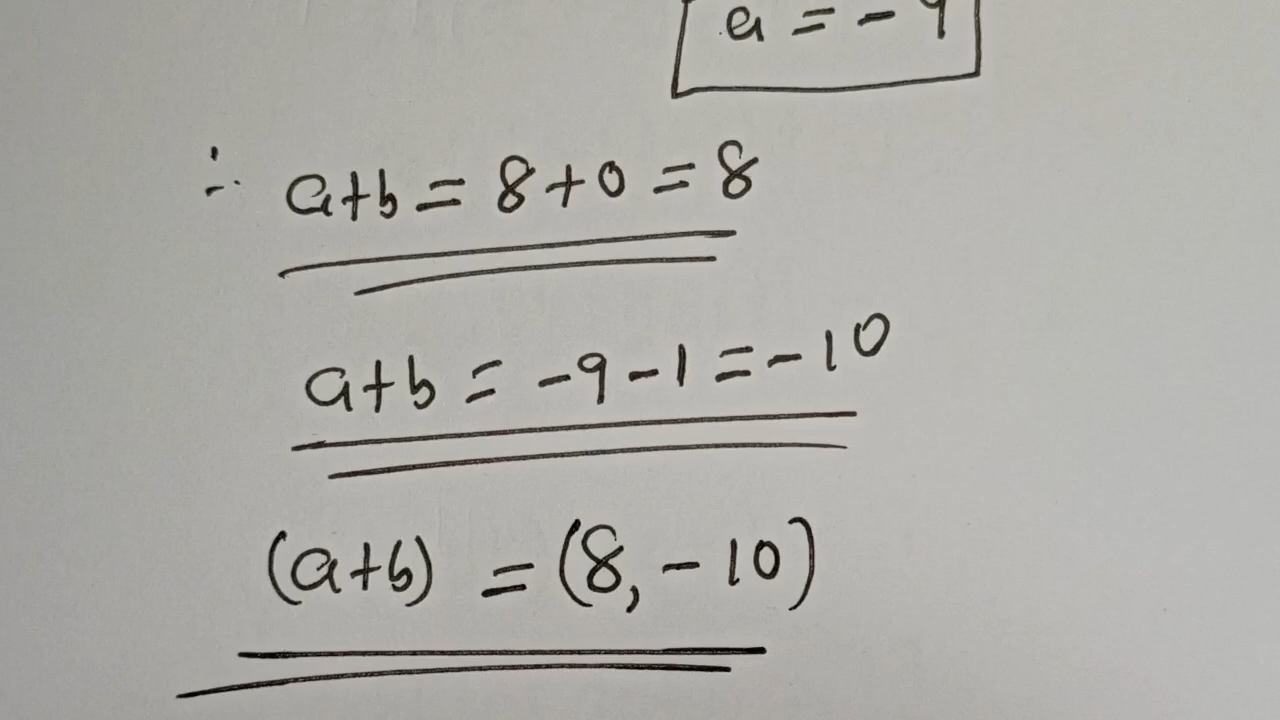 a = - 9
∴ a+b = 8+0 = 8
a+b = -9-1 = -10
(a+b) = (8, -10)